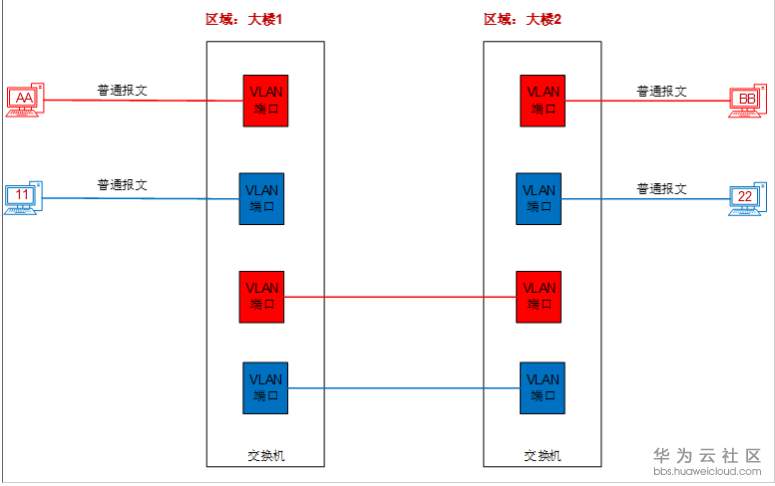 区域：大楼1
区域：大楼2
AA
普通报文
VLAN
端口
VLAN
端口
普通报文
BB
11
普通报文
VLAN
端口
VLAN
端口
普通报文
22
VLAN
端口
VLAN
端口
VLAN
端口
VLAN
端口
交换机
交换机
华为云社区
bbs.huaweicloud.com